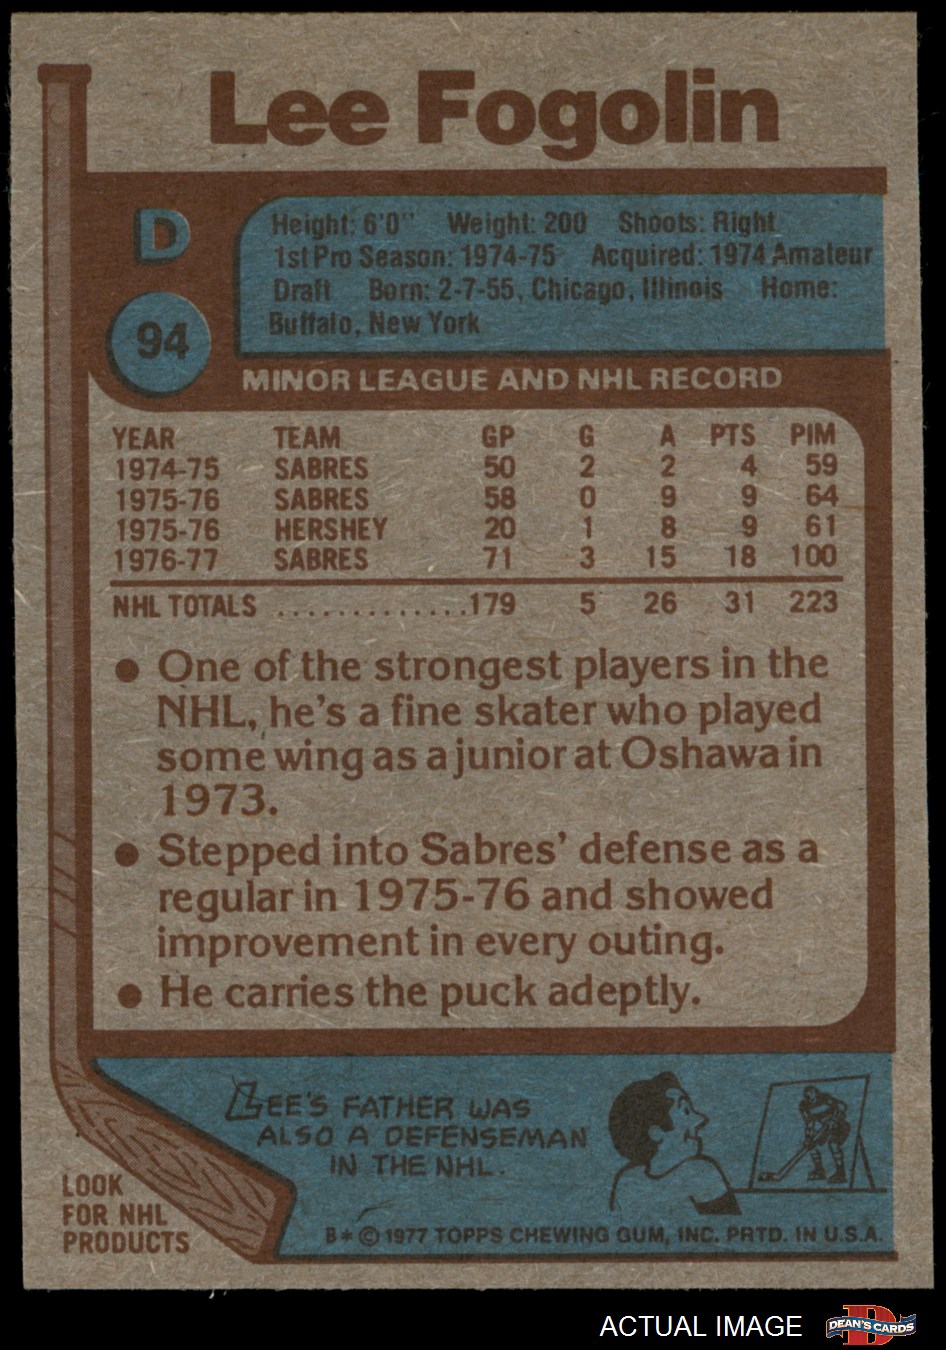 Lee Fogolin
D
94
Height: 6'0" Weight: 200 Shoots: Right
1st Pro Season: 1974-75 Acquired: 1974 Amateur
Draft Born: 2-7-55, Chicago, Illinois Home:
Buffalo, New York
MINOR LEAGUE AND NHL RECORD
YEAR TEAM GP G A PTS PIM
1974-75 SABRES 50 2 2 4 59
1975-76 SABRES 58 0 9 9 64
1975-76 HERSHEY 20 1 8 9 61
1976-77 SABRES 71 3 15 18 100
NHL TOTALS .............179 5 26 31 223
● One of the strongest players in the
NHL, he's a fine skater who played
some wing as a junior at Oshawa in
1973.
● Stepped into Sabres' defense as a
regular in 1975-76 and showed
improvement in every outing.
● He carries the puck adeptly.
LEE'S FATHER WAS
ALSO A DEFENSEMAN
IN THE NHL.
LOOK
FOR NHL
PRODUCTS
B* © 1977 TOPPS CHEWING GUM, INC. PRTD. IN U.S.A.
ACTUAL IMAGE
D
DEAN'S CARDS